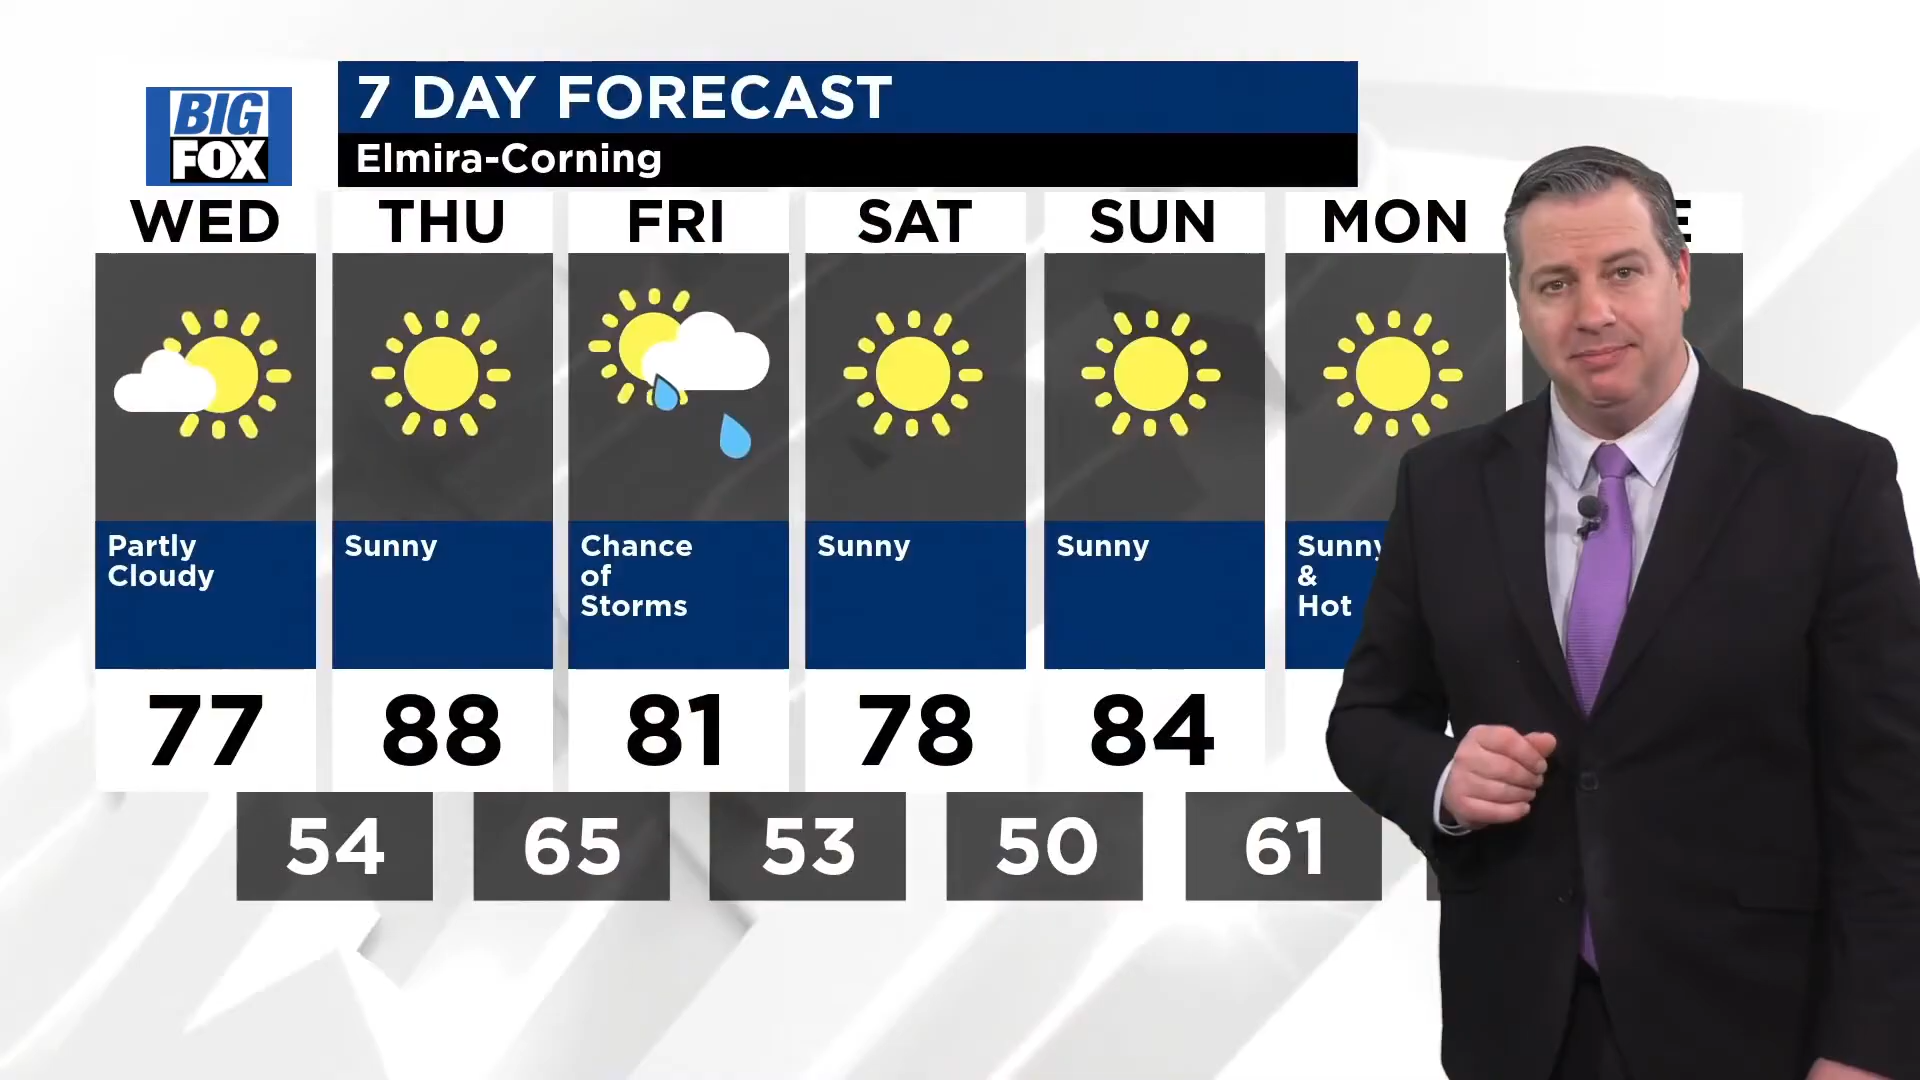 BIG
FOX
7 DAY FORECAST
Elmira-Corning
WED THU FRI SAT SUN MON
Partly
Cloudy
Sunny
Chance
of
Storms
Sunny
Sunny
Sunny
&
Hot
77 88 81 78 84
54 65 53 50 61